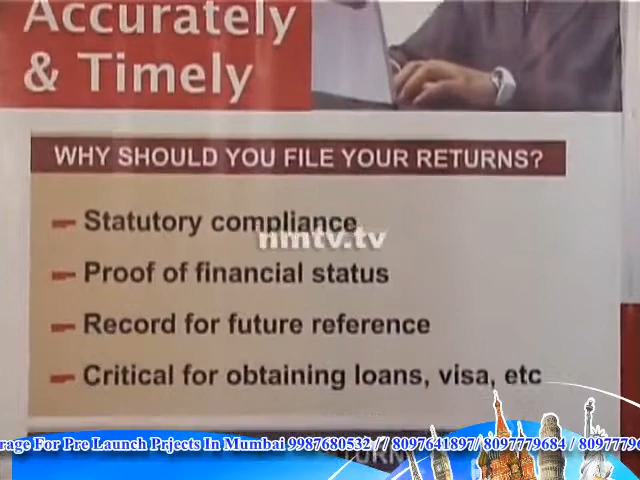 Accurately
& Timely
WHY SHOULD YOU FILE YOUR RETURNS?
Statutory compliance
nmtv.tv
Proof of financial status
Record for future reference
Critical for obtaining loans, visa, etc
rage For Pre Launch Prjects In Mumbai 9987680532 / / 8097641897/ 8097779684 / 80977796